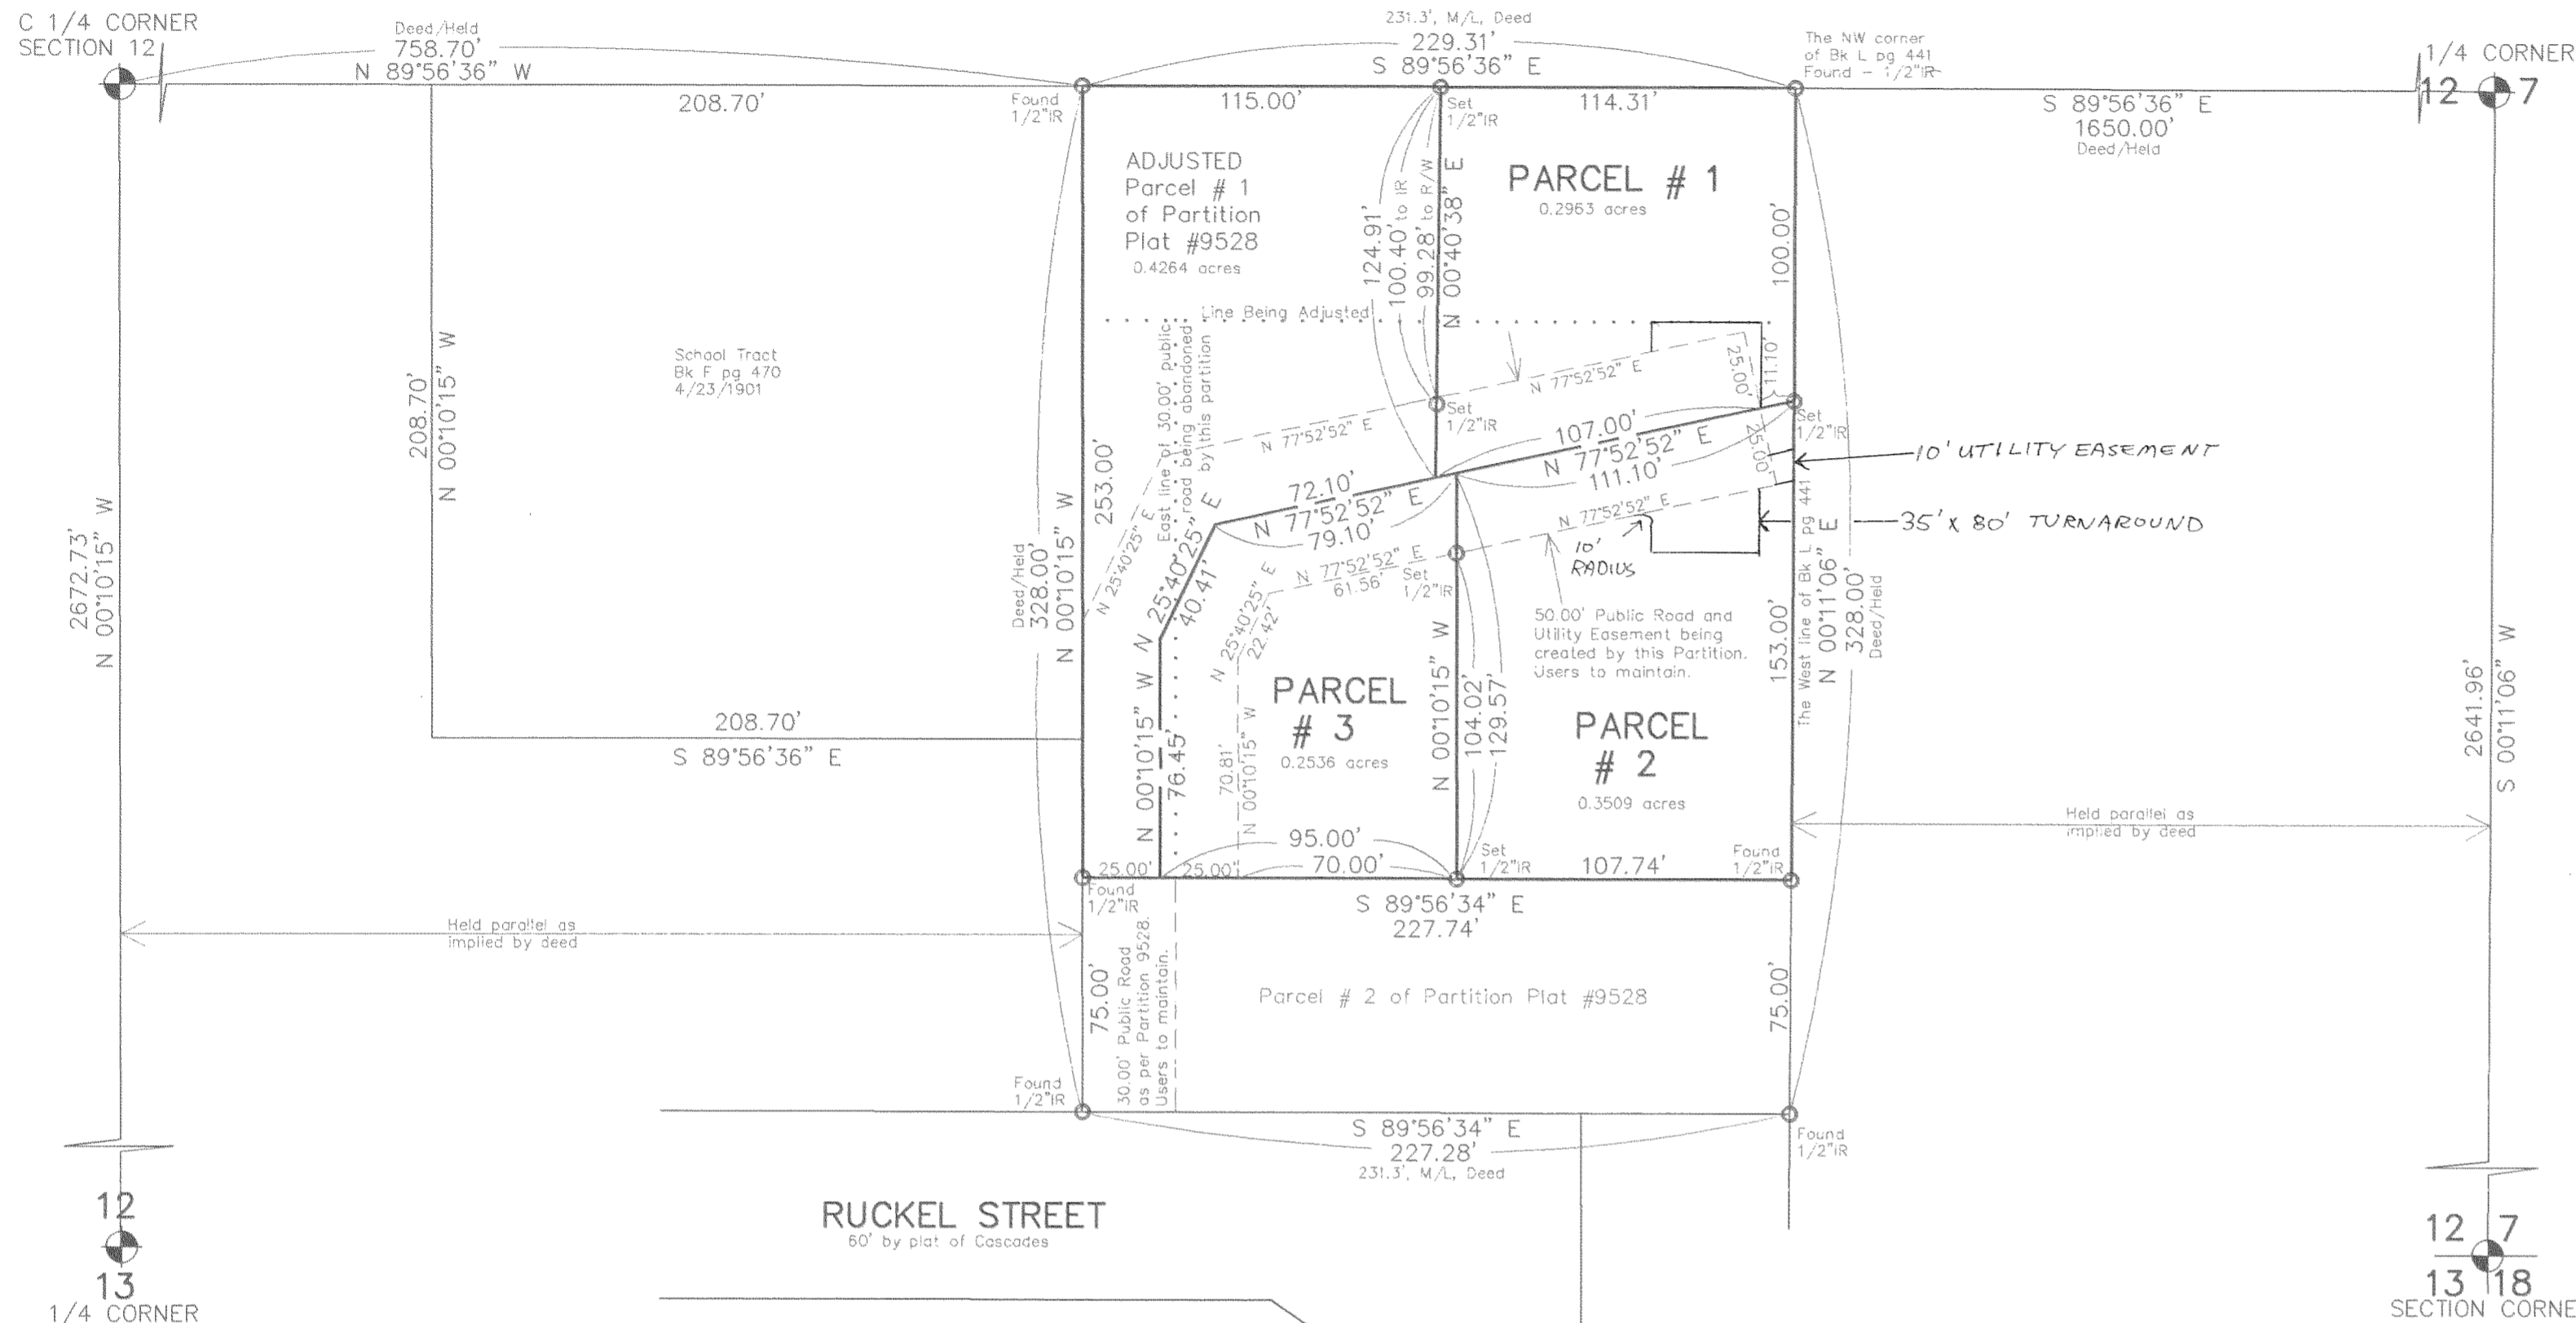 C 1/4 CORNER
SECTION 12
Deed/Held
758.70'
N 89°56'36" W
208.70'
Found
1/2"IR
231.3', M/L, Deed
229.31'
S 89°56'36" E
115.00'
Set
1/2"IR
114.31'
The NW corner
of Bk L pg 441
Found - 1/2"IR
S 89°56'36" E
1650.00'
Deed/Held
1/4 CORNER
12 7
ADJUSTED
Parcel # 1
of Partition
Plat #9528
0.4264 acres
PARCEL # 1
0.2963 acres
124.91'
100.40' to IR
99.28' to R/W
N 00°40'38" E
100.00'
Line Being Adjusted
School Tract
Bk F pg 470
4/23/1901
208.70'
N 00°10'15" W
2672.73'
N 00°10'15" W
Deed/Held
328.00'
N 00°10'15" W
253.00'
East line of 30.00' public
road being abandoned
by this partition
N 25°40'25" E
N 77°52'52" E
N 77°52'52" E
25.00'
11.10'
Set
1/2"IR
Set
1/2"IR
107.00'
N 77°52'52" E
111.10'
25.00'
10' UTILITY EASEMENT
72.10'
N 77°52'52" E
79.10'
N 25°40'25" E
40.41'
N 77°52'52" E
35' X 80' TURNAROUND
10'
RADIUS
N 77°52'52" E
61.56'
Set
1/2"IR
N 25°40'25" E
22.42'
50.00' Public Road and
Utility Easement being
created by this Partition.
Users to maintain.
The West line of Bk L pg 441
N 00°11'06" E
328.00'
Deed/Held
153.00'
PARCEL
# 3
0.2536 acres
N 00°10'15" W
76.45'
70.81'
N 00°10'15" W
N 00°10'15" W
104.02'
129.57'
PARCEL
# 2
0.3509 acres
208.70'
S 89°56'36" E
2641.96'
S 00°11'06" W
Held parallel as
implied by deed
95.00'
25.00'
25.00'
70.00'
Set
1/2"IR
107.74'
Found
1/2"IR
Found
1/2"IR
S 89°56'34" E
227.74'
Held parallel as
implied by deed
75.00'
30.00' Public Road
as per Partition 9528.
Users to maintain.
Parcel # 2 of Partition Plat #9528
75.00'
Found
1/2"IR
S 89°56'34" E
227.28'
231.3', M/L, Deed
Found
1/2"IR
RUCKEL STREET
60' by plat of Cascades
12
13
1/4 CORNER
12 7
13 18
SECTION CORNE